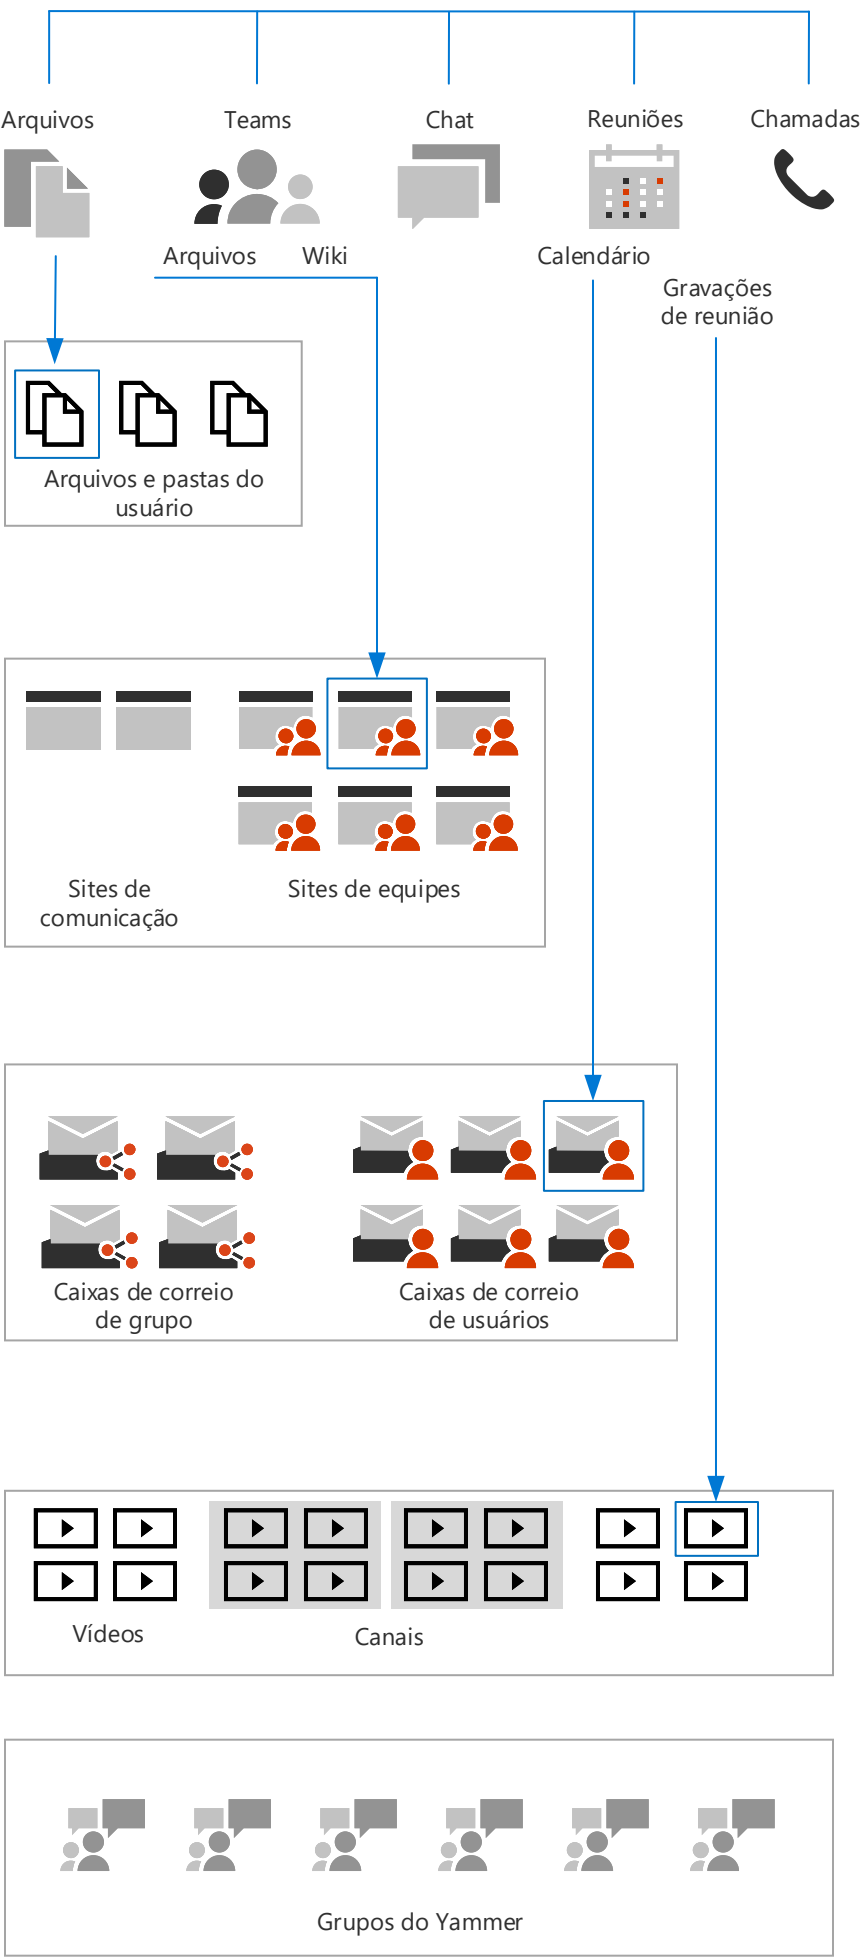 Arquivos
Teams
Chat
Reuniões
Chamadas
Arquivos
Wiki
Calendário
Gravações
de reunião
Arquivos e pastas do
usuário
Sites de
comunicação
Sites de equipes
Caixas de correio
de grupo
Caixas de correio
de usuários
Vídeos
Canais
Grupos do Yammer